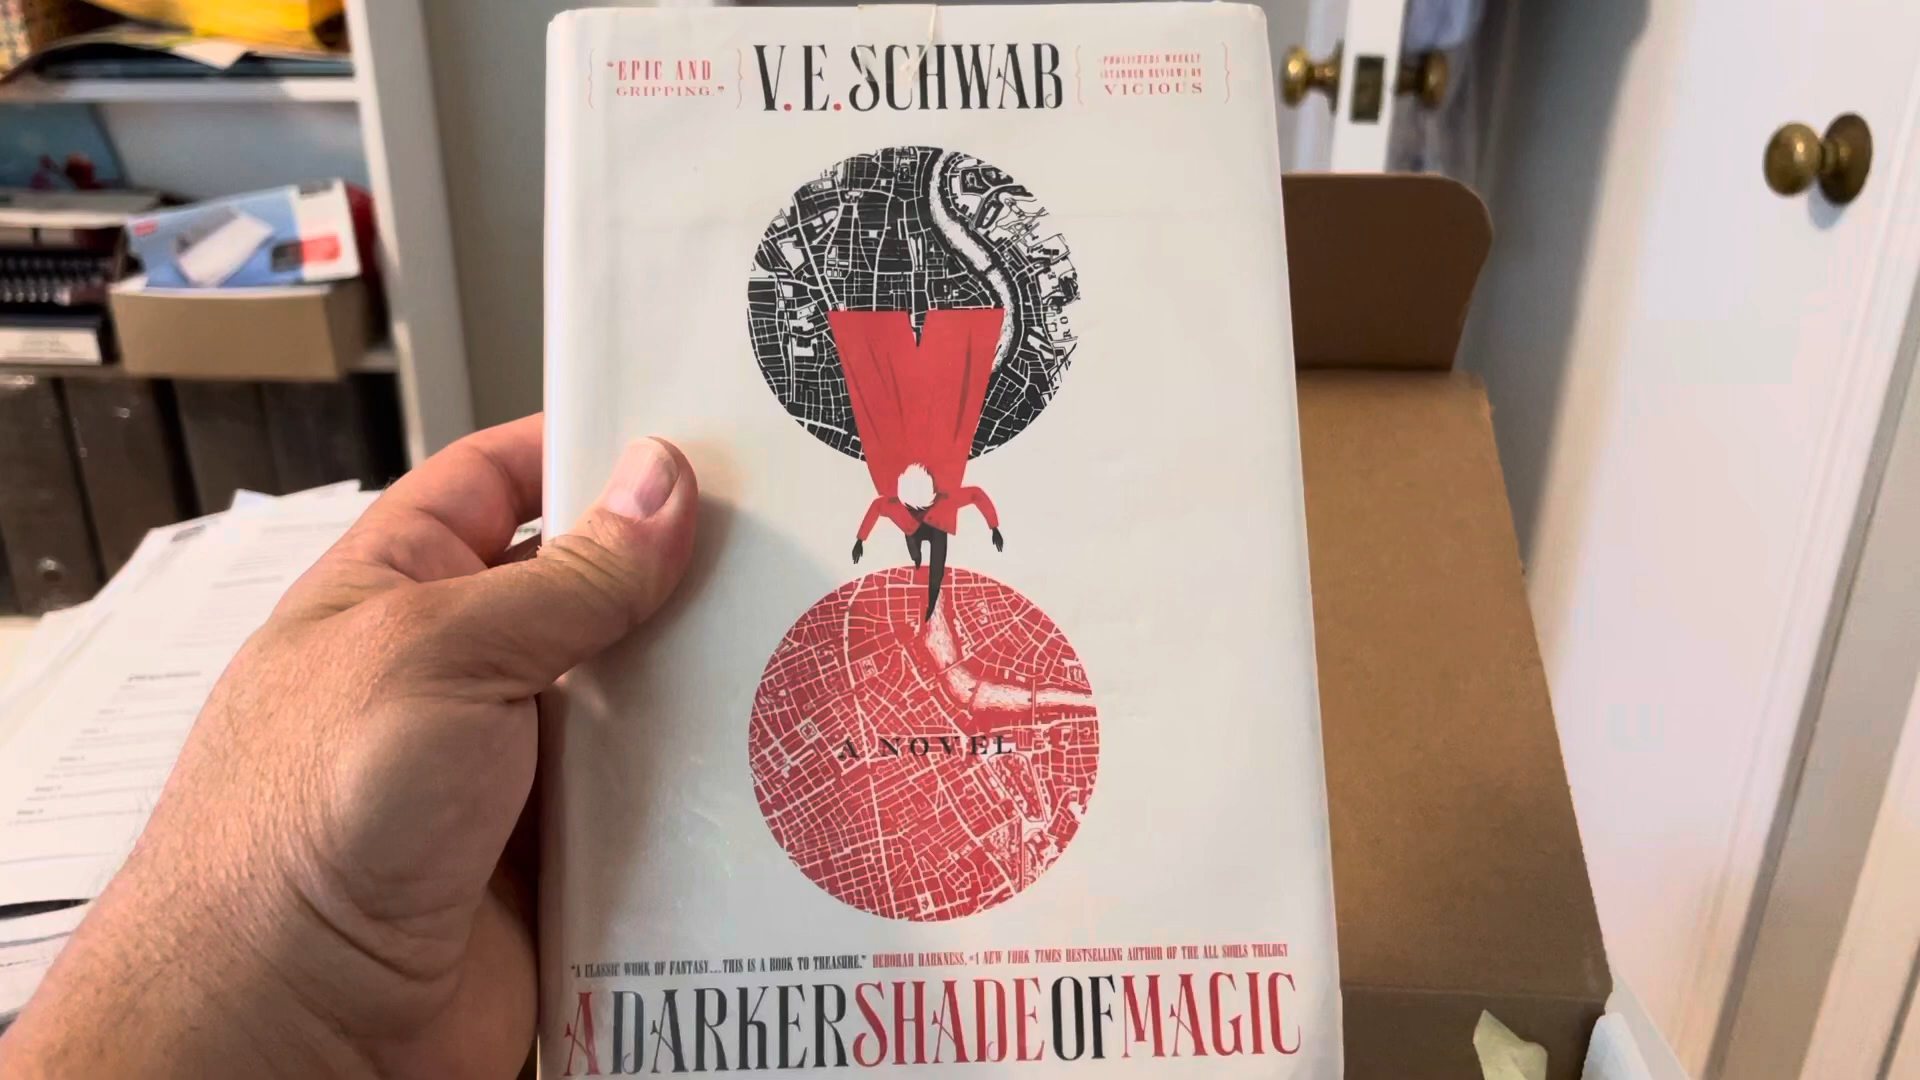 "EPIC AND
GRIPPING."
V.E. SCHWAB
PUBLISHERS WEEKLY
(STARRED REVIEW) ON
VICIOUS
A NOVEL
"A CLASSIC WORK OF FANTASY...THIS IS A BOOK TO TREASURE." DEBORAH HARKNESS, #1 NEW YORK TIMES BESTSELLING AUTHOR OF THE ALL SOULS TRILOGY
A DARKER SHADE OF MAGIC